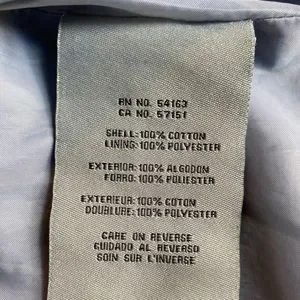 RN NO. 54163
CA NO. 57151
SHELL:100% COTTON
LINING:100% POLYESTER
EXTERIOR:100% ALGODON
FORRO:100% POLIESTER
EXTERIEUR:100% COTON
DOUBLURE:100% POLYESTER
CARE ON REVERSE
CUIDADO AL REVERSO
SOIN SUR L'INVERSE